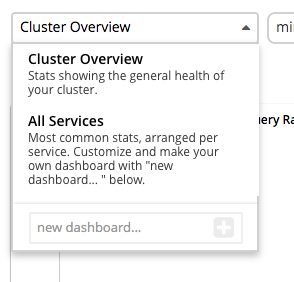 Cluster Overview
mi
Cluster Overview
Stats showing the general health of
your cluster.
All Services
Most common stats, arranged per
service. Customize and make your
own dashboard with "new
dashboard... " below.
uery Ra
new dashboard...